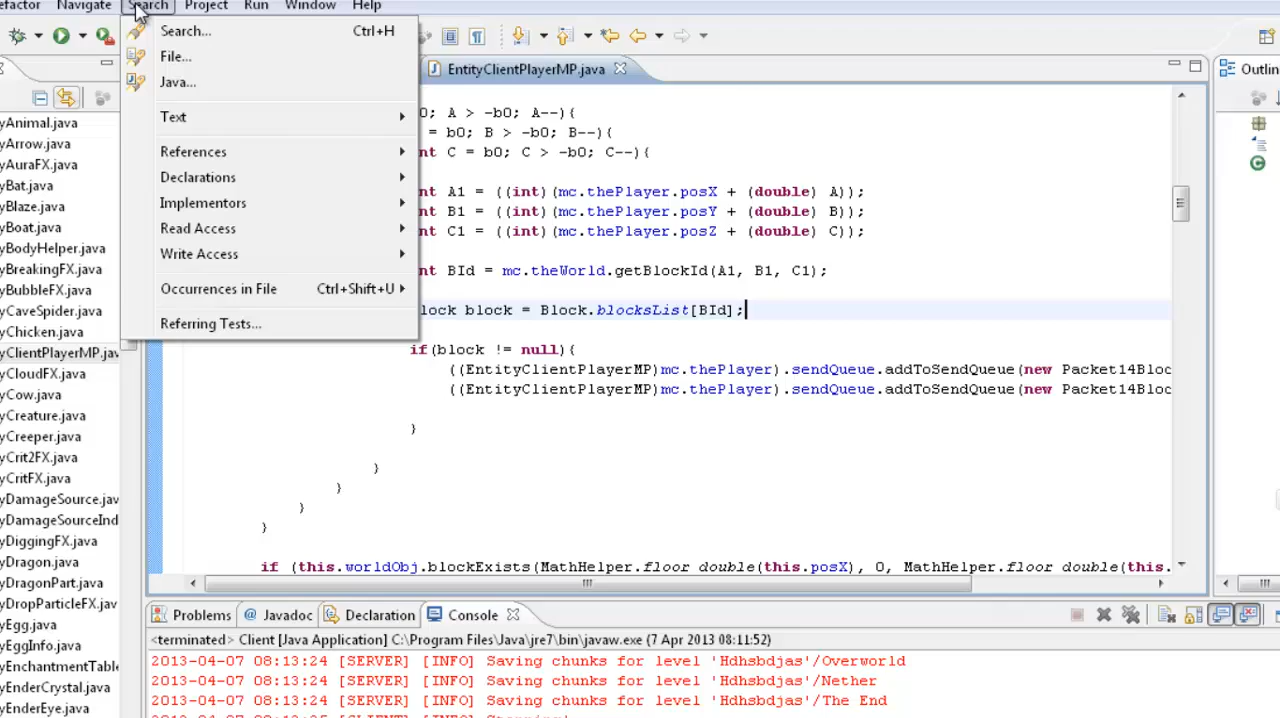 efactor Navigate Search Project Run Window Help
Search... Ctrl+H
File...
Java...
Text
References
Declarations
Implementors
Read Access
Write Access
Occurrences in File Ctrl+Shift+U
Referring Tests...
yAnimal.java
yArrow.java
yAuraFX.java
yBat.java
yBlaze.java
yBoat.java
yBodyHelper.java
yBreakingFX.java
yBubbleFX.java
yCaveSpider.java
yChicken.java
yClientPlayerMP.jav
yCloudFX.java
yCow.java
yCreature.java
yCreeper.java
yCrit2FX.java
yCritFX.java
yDamageSource.jav
yDamageSourceInd
yDiggingFX.java
yDragon.java
yDragonPart.java
yDropParticleFX.jav
yEgg.java
yEggInfo.java
yEnchantmentTable
yEnderCrystal.java
yEnderEye.java
EntityClientPlayerMP.java
0; A > -b0; A--){
= b0; B > -b0; B--){
nt C = b0; C > -b0; C--){
nt A1 = ((int)(mc.thePlayer.posX + (double) A));
nt B1 = ((int)(mc.thePlayer.posY + (double) B));
nt C1 = ((int)(mc.thePlayer.posZ + (double) C));
nt BId = mc.theWorld.getBlockId(A1, B1, C1);
lock block = Block.blocksList[BId];
if(block != null){
((EntityClientPlayerMP)mc.thePlayer).sendQueue.addToSendQueue(new Packet14Bloc
((EntityClientPlayerMP)mc.thePlayer).sendQueue.addToSendQueue(new Packet14Bloc
}
}
}
}
}
if (this.worldObj.blockExists(MathHelper.floor_double(this.posX), 0, MathHelper.floor_double(this.
Outlin
Problems @ Javadoc Declaration Console
<terminated> Client [Java Application] C:\Program Files\Java\jre7\bin\javaw.exe (7 Apr 2013 08:11:52)
2013-04-07 08:13:24 [SERVER] [INFO] Saving chunks for level 'Hdhsbdjas'/Overworld
2013-04-07 08:13:24 [SERVER] [INFO] Saving chunks for level 'Hdhsbdjas'/Nether
2013-04-07 08:13:24 [SERVER] [INFO] Saving chunks for level 'Hdhsbdjas'/The End